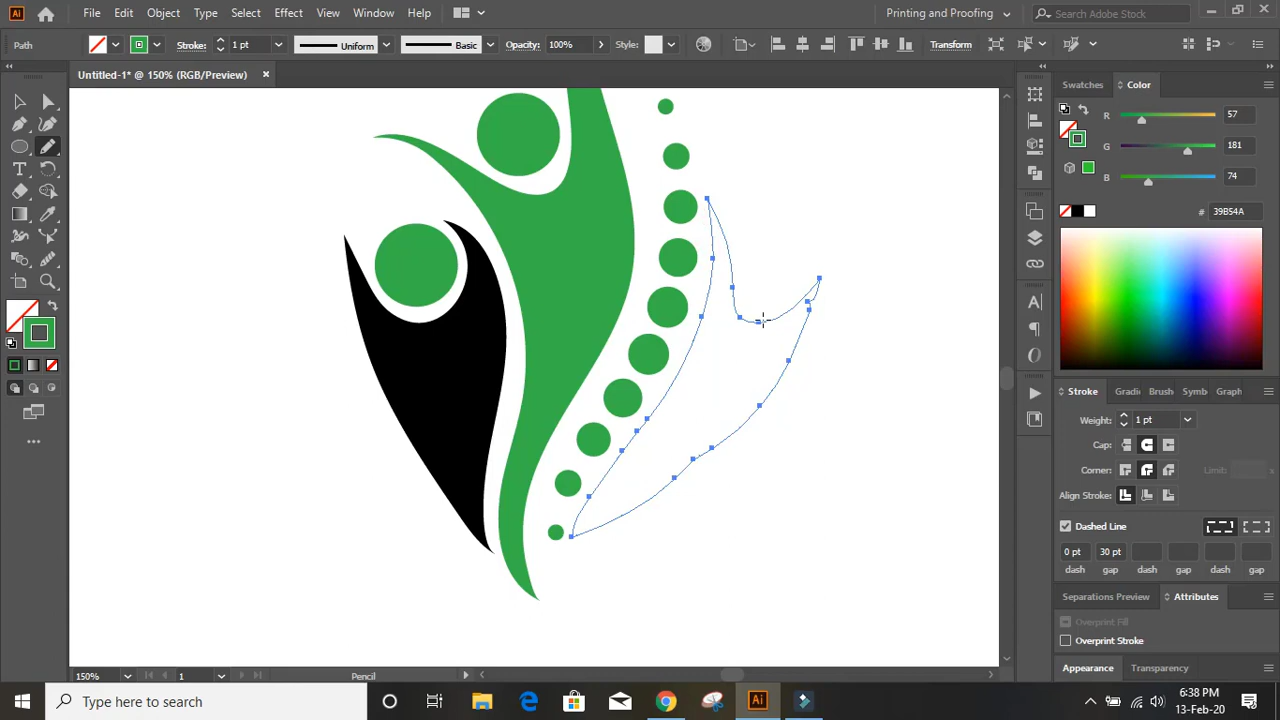 Ai File Edit Object Type Select Effect View Window Help Printing and Proofing Search Adobe Stock
Path Stroke: 1 pt Uniform Basic Opacity: 100% Style: Transform
Untitled-1* @ 150% (RGB/Preview)
Swatches Color
R 57
G 181
B 74
# 39B54A
Stroke Gradi Brush Symb Graph
Weight: 1 pt
Cap:
Corner: Limit:
Align Stroke:
Dashed Line
0 pt 30 pt
dash gap dash gap dash gap
Separations Preview Attributes
Overprint Fill
Overprint Stroke
Appearance Transparency
150% 1 Pencil
Type here to search
Ai
6:38 PM
13-Feb-20